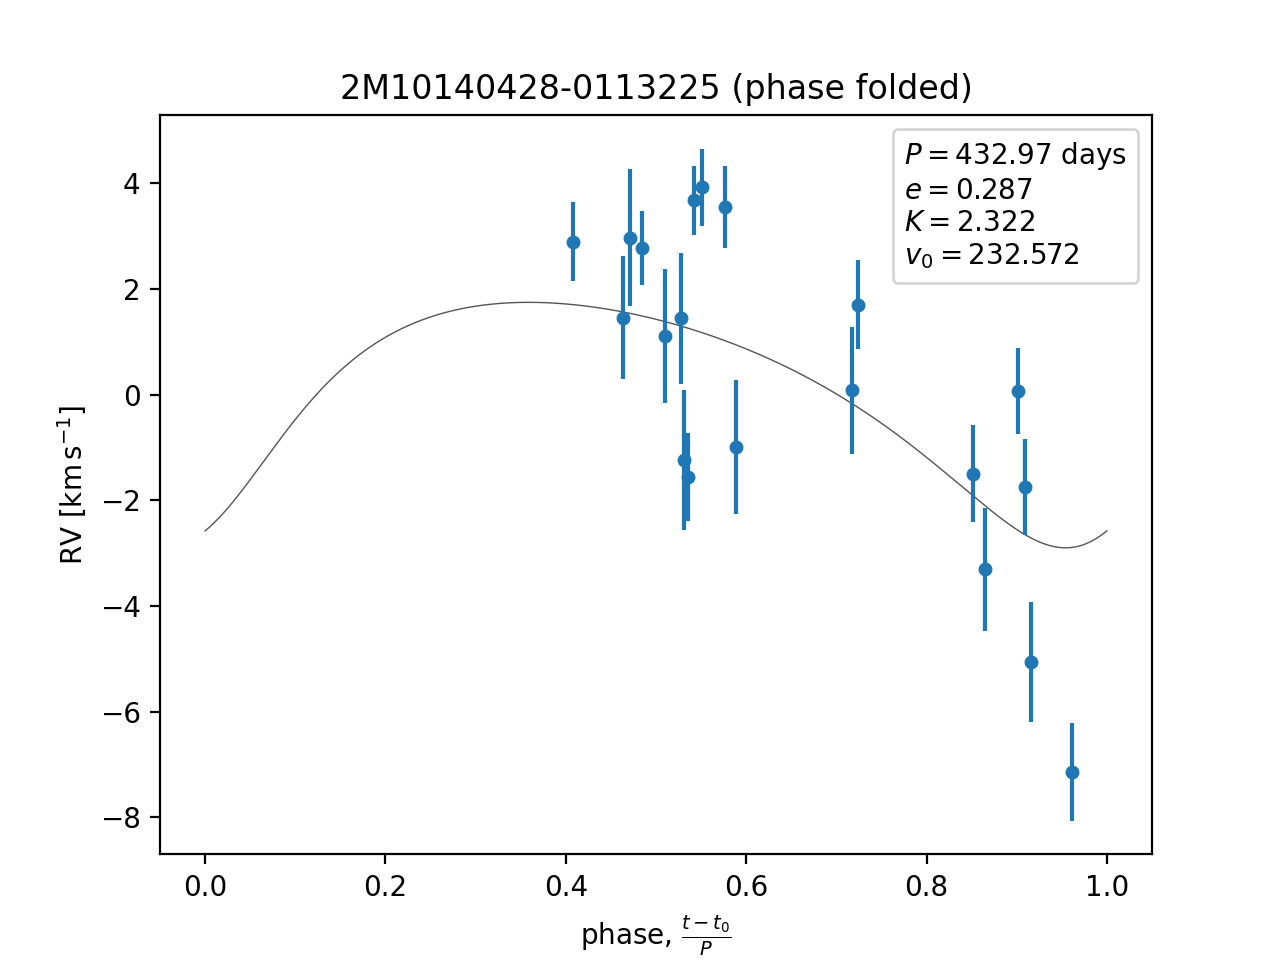 2M10140428-0113225 (phase folded)
P = 432.97 days
e = 0.287
K = 2.322
v₀ = 232.572
RV [km s⁻¹]
4
2
0
−2
−4
−6
−8
0.0 0.2 0.4 0.6 0.8 1.0
phase, (t − t₀)/P